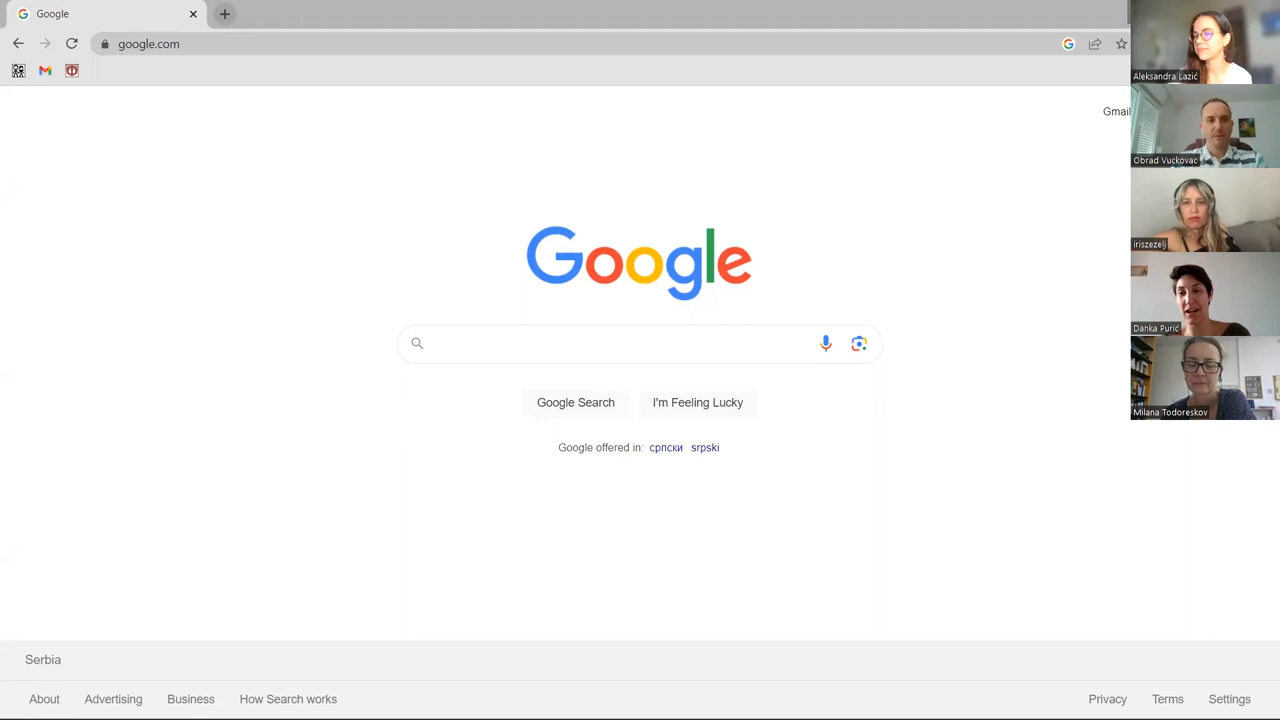 Google
google.com
Gmail
Google
Google Search
I'm Feeling Lucky
Google offered in: српски srpski
Serbia
About
Advertising
Business
How Search works
Privacy
Terms
Settings
Aleksandra Lazić
Obrad Vuckovac
iriszezelj
Danka Purić
Milana Todoreskov